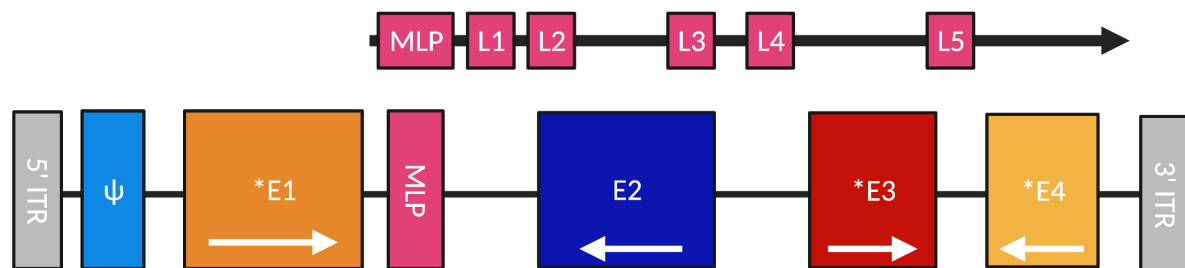 MLP L1 L2 L3 L4 L5
5' ITR ψ *E1 MLP E2 *E3 *E4 3' ITR